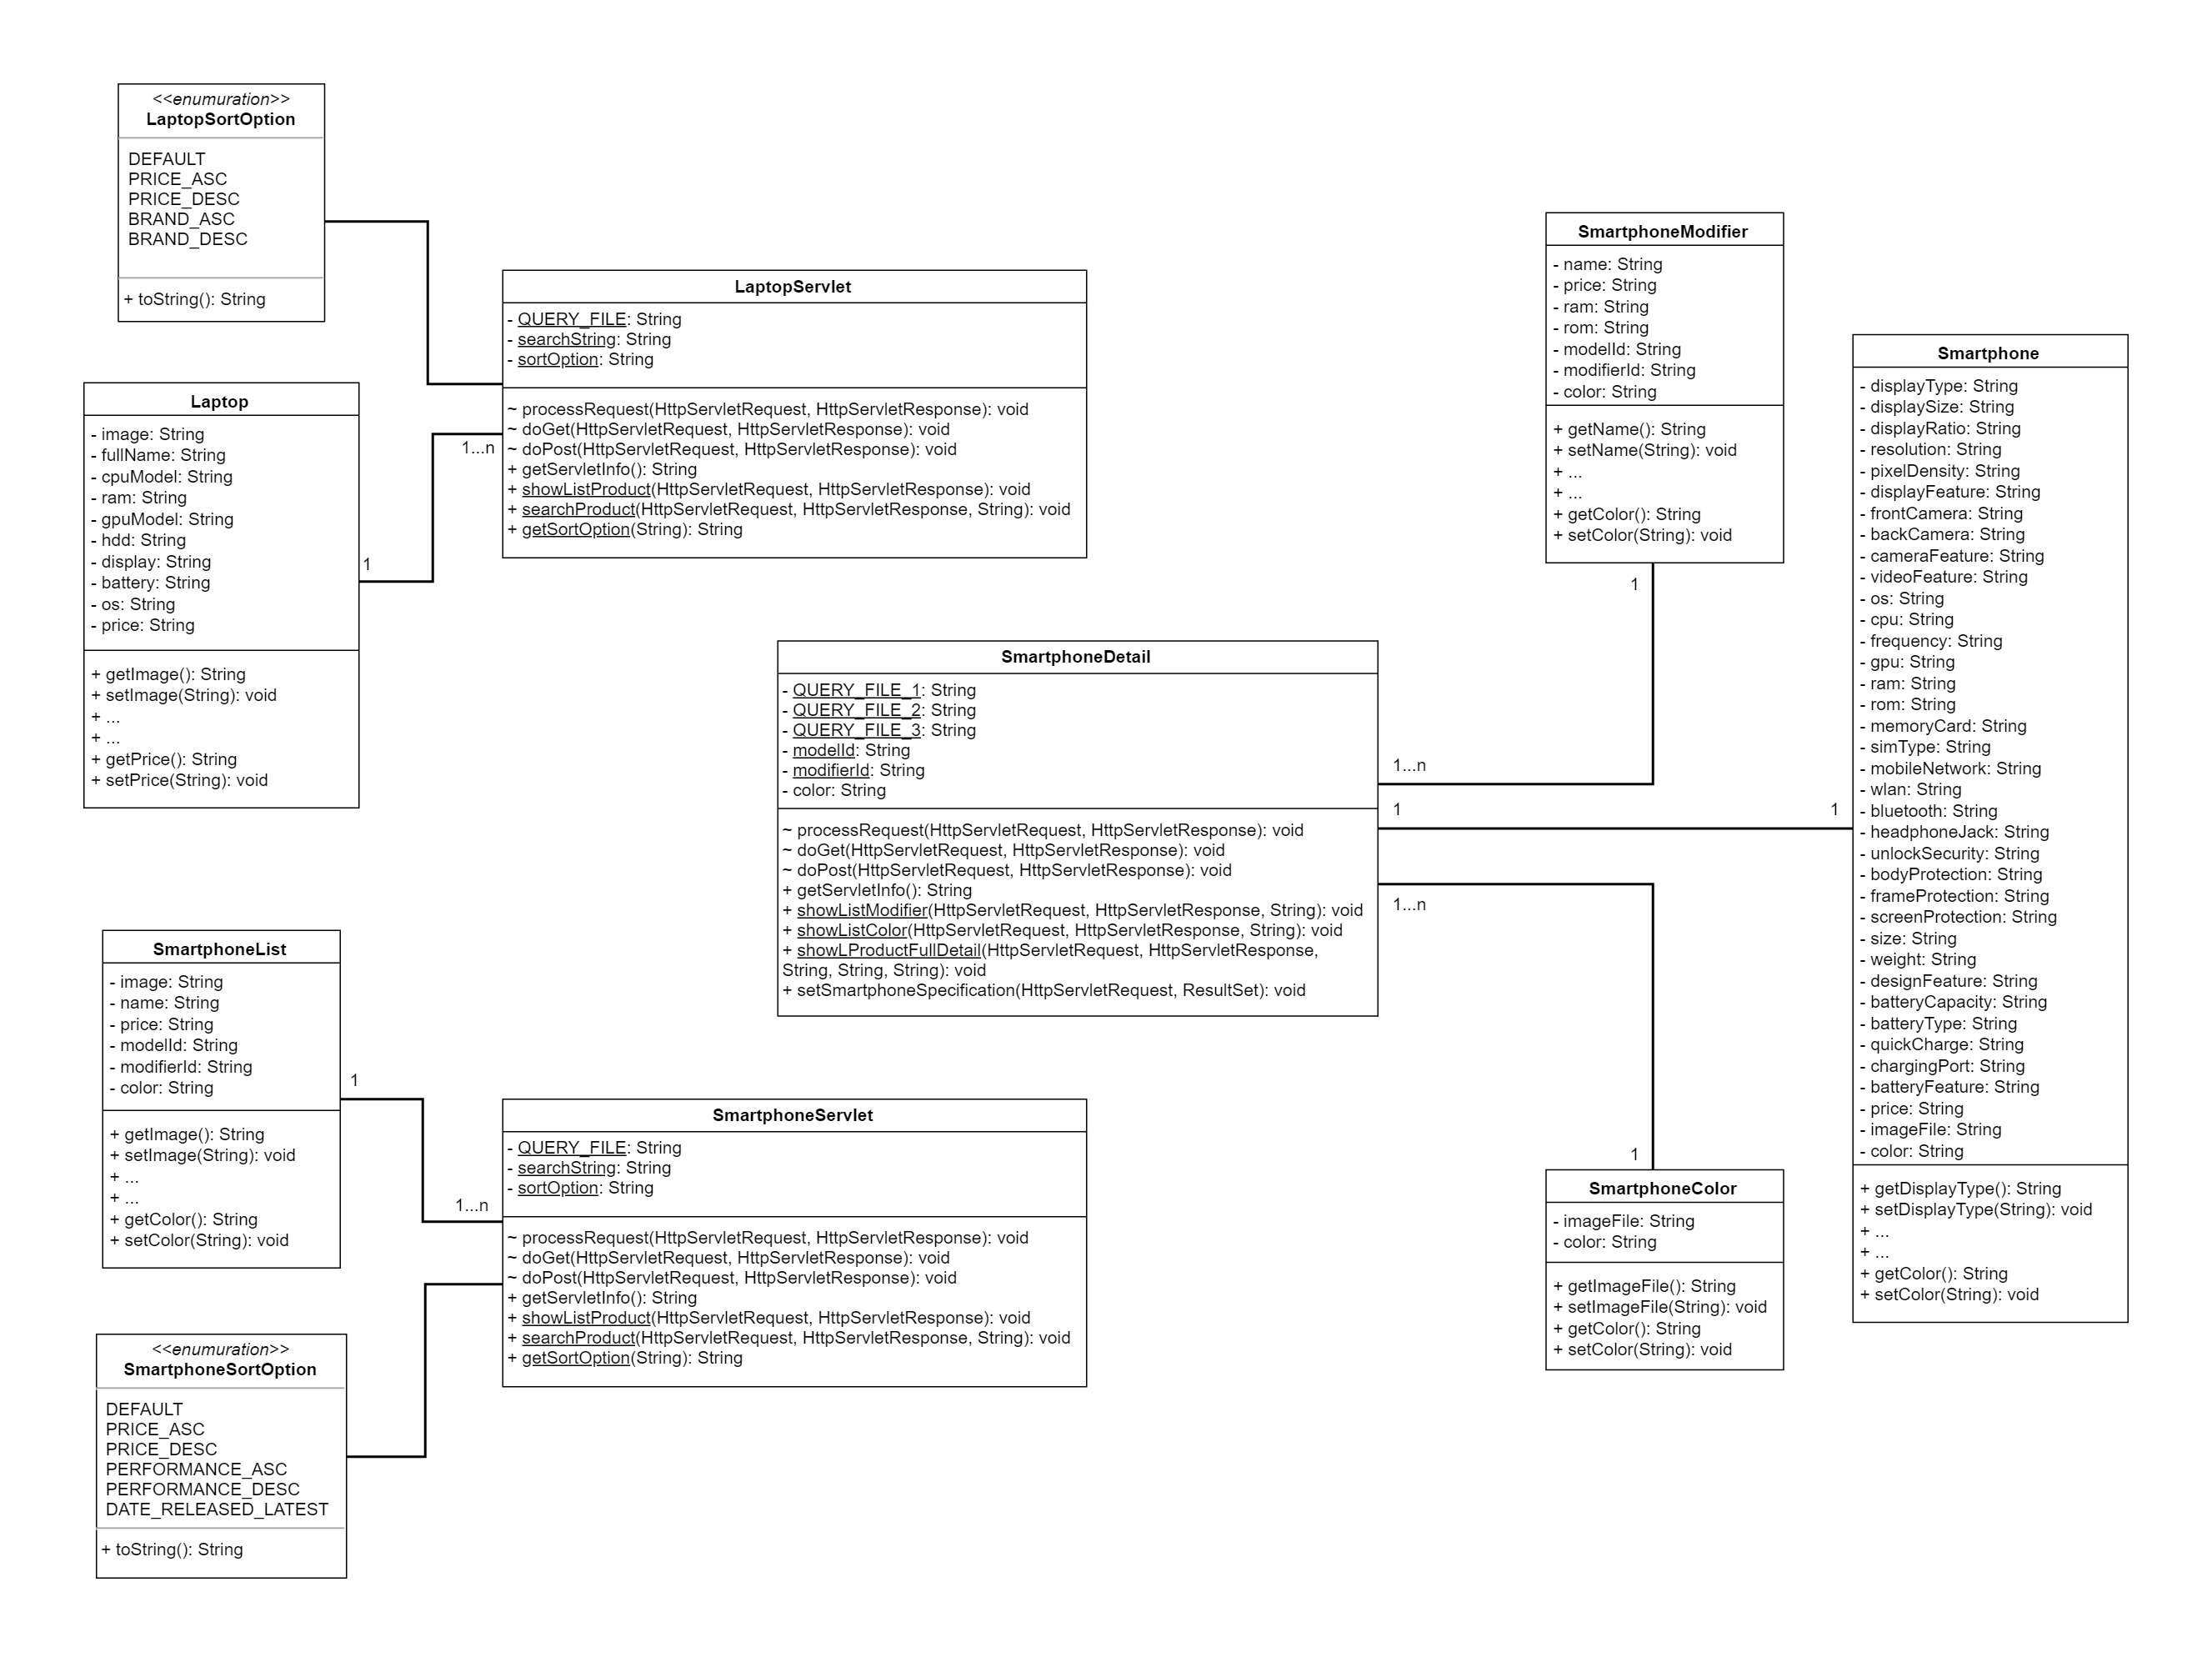 <<enumuration>>
LaptopSortOption
DEFAULT
PRICE_ASC
PRICE_DESC
BRAND_ASC
BRAND_DESC
+ toString(): String
Laptop
- image: String
- fullName: String
- cpuModel: String
- ram: String
- gpuModel: String
- hdd: String
- display: String
- battery: String
- os: String
- price: String
+ getImage(): String
+ setImage(String): void
+ ...
+ ...
+ getPrice(): String
+ setPrice(String): void
1
1...n
LaptopServlet
- QUERY_FILE: String
- searchString: String
- sortOption: String
~ processRequest(HttpServletRequest, HttpServletResponse): void
~ doGet(HttpServletRequest, HttpServletResponse): void
~ doPost(HttpServletRequest, HttpServletResponse): void
+ getServletInfo(): String
+ showListProduct(HttpServletRequest, HttpServletResponse): void
+ searchProduct(HttpServletRequest, HttpServletResponse, String): void
+ getSortOption(String): String
SmartphoneModifier
- name: String
- price: String
- ram: String
- rom: String
- modelId: String
- modifierId: String
- color: String
+ getName(): String
+ setName(String): void
+ ...
+ ...
+ getColor(): String
+ setColor(String): void
1
SmartphoneDetail
- QUERY_FILE_1: String
- QUERY_FILE_2: String
- QUERY_FILE_3: String
- modelId: String
- modifierId: String
- color: String
~ processRequest(HttpServletRequest, HttpServletResponse): void
~ doGet(HttpServletRequest, HttpServletResponse): void
~ doPost(HttpServletRequest, HttpServletResponse): void
+ getServletInfo(): String
+ showListModifier(HttpServletRequest, HttpServletResponse, String): void
+ showListColor(HttpServletRequest, HttpServletResponse, String): void
+ showLProductFullDetail(HttpServletRequest, HttpServletResponse,
String, String, String): void
+ setSmartphoneSpecification(HttpServletRequest, ResultSet): void
1...n
1
1
1...n
Smartphone
- displayType: String
- displaySize: String
- displayRatio: String
- resolution: String
- pixelDensity: String
- displayFeature: String
- frontCamera: String
- backCamera: String
- cameraFeature: String
- videoFeature: String
- os: String
- cpu: String
- frequency: String
- gpu: String
- ram: String
- rom: String
- memoryCard: String
- simType: String
- mobileNetwork: String
- wlan: String
- bluetooth: String
- headphoneJack: String
- unlockSecurity: String
- bodyProtection: String
- frameProtection: String
- screenProtection: String
- size: String
- weight: String
- designFeature: String
- batteryCapacity: String
- batteryType: String
- quickCharge: String
- chargingPort: String
- batteryFeature: String
- price: String
- imageFile: String
- color: String
+ getDisplayType(): String
+ setDisplayType(String): void
+ ...
+ ...
+ getColor(): String
+ setColor(String): void
SmartphoneList
- image: String
- name: String
- price: String
- modelId: String
- modifierId: String
- color: String
+ getImage(): String
+ setImage(String): void
+ ...
+ ...
+ getColor(): String
+ setColor(String): void
1
1...n
SmartphoneServlet
- QUERY_FILE: String
- searchString: String
- sortOption: String
~ processRequest(HttpServletRequest, HttpServletResponse): void
~ doGet(HttpServletRequest, HttpServletResponse): void
~ doPost(HttpServletRequest, HttpServletResponse): void
+ getServletInfo(): String
+ showListProduct(HttpServletRequest, HttpServletResponse): void
+ searchProduct(HttpServletRequest, HttpServletResponse, String): void
+ getSortOption(String): String
1
SmartphoneColor
- imageFile: String
- color: String
+ getImageFile(): String
+ setImageFile(String): void
+ getColor(): String
+ setColor(String): void
<<enumuration>>
SmartphoneSortOption
DEFAULT
PRICE_ASC
PRICE_DESC
PERFORMANCE_ASC
PERFORMANCE_DESC
DATE_RELEASED_LATEST
+ toString(): String